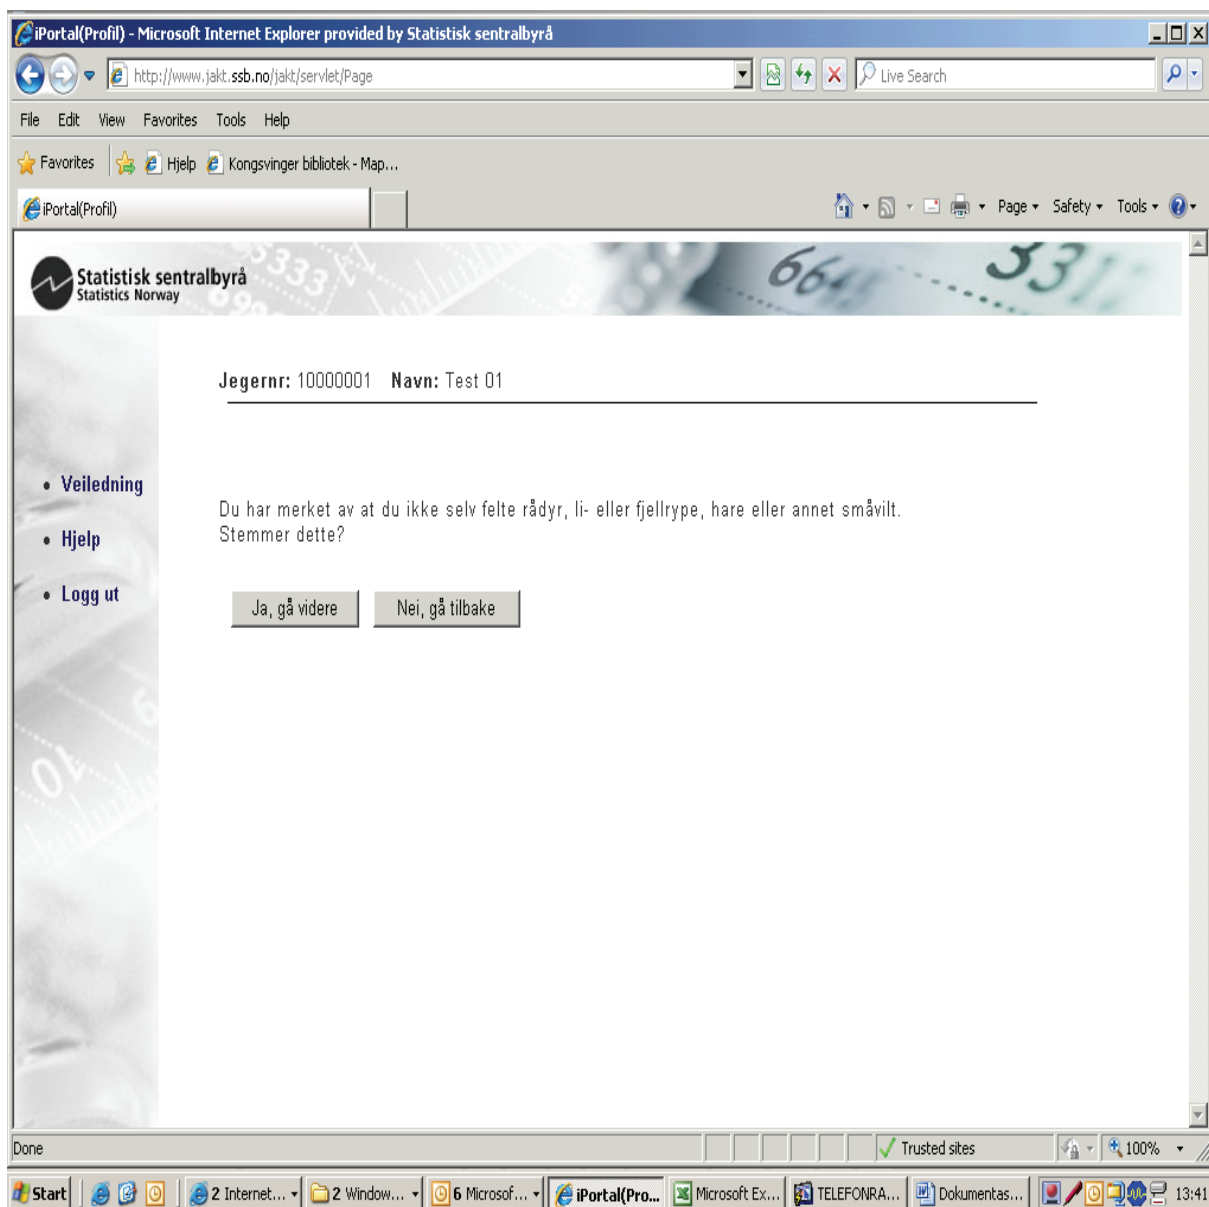 iPortal(Profil) - Microsoft Internet Explorer provided by Statistisk sentralbyrå
http://www.jakt.ssb.no/jakt/servlet/Page
Live Search
File Edit View Favorites Tools Help
Favorites Hjelp Kongsvinger bibliotek - Map...
iPortal(Profil)
Page Safety Tools
Statistisk sentralbyrå
Statistics Norway
Jegernr: 10000001 Navn: Test 01
• Veiledning
• Hjelp
• Logg ut
Du har merket av at du ikke selv felte rådyr, li- eller fjellrype, hare eller annet småvilt.
Stemmer dette?
Ja, gå videre
Nei, gå tilbake
Done
Trusted sites
100%
Start
2 Internet...
2 Window...
6 Microsof...
iPortal(Pro...
Microsoft Ex...
TELEFONRA...
Dokumentas...
13:41